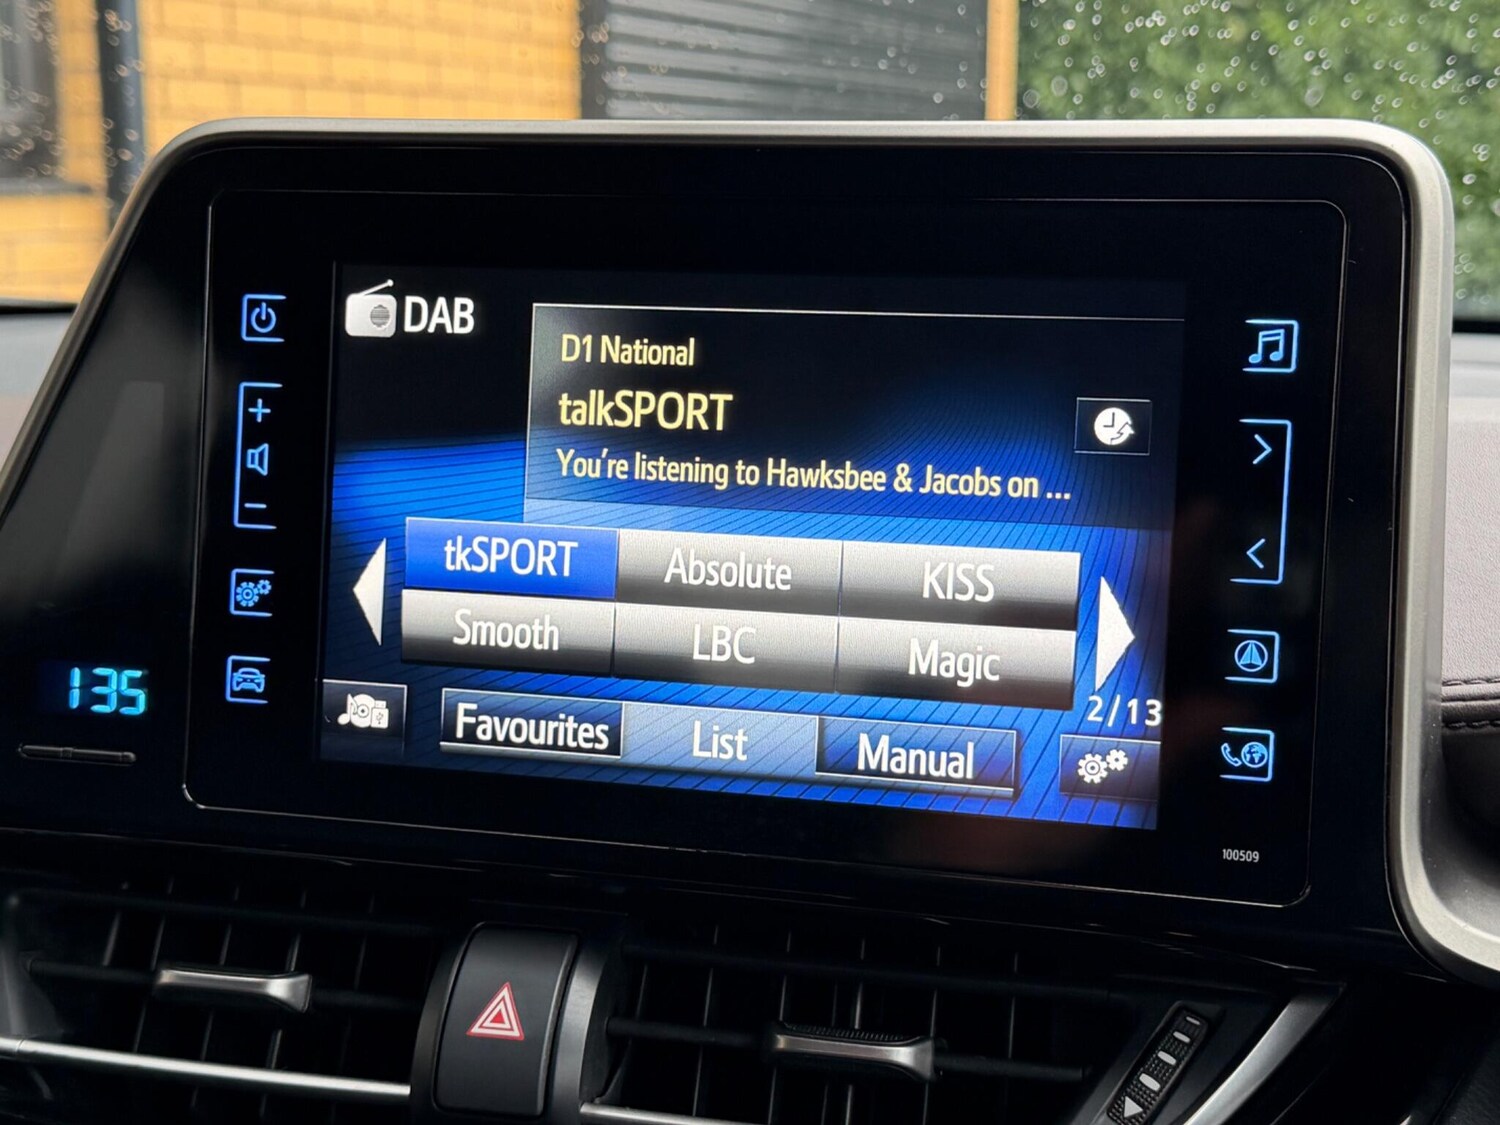 DAB
D1 National
talkSPORT
You're listening to Hawksbee & Jacobs on ...
tkSPORT Absolute KISS
Smooth LBC Magic
2/13
Favourites List Manual
135
100509